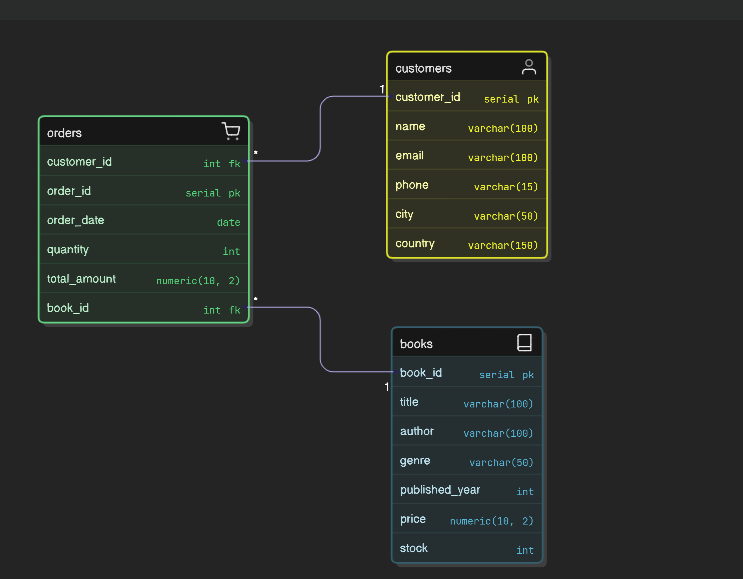 customers
1
customer_id serial pk
name varchar(100)
email varchar(100)
phone varchar(15)
city varchar(50)
country varchar(150)
orders
*
customer_id int fk
order_id serial pk
order_date date
quantity int
total_amount numeric(10, 2)
*
book_id int fk
books
book_id serial pk
1
title varchar(100)
author varchar(100)
genre varchar(50)
published_year int
price numeric(10, 2)
stock int